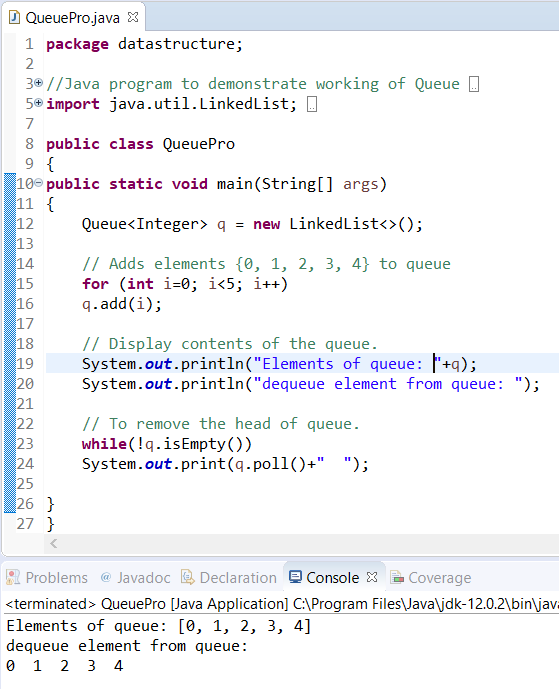 QueuePro.java
1 package datastructure;
2
3 //Java program to demonstrate working of Queue
5 import java.util.LinkedList;
7
8 public class QueuePro
9 {
10 public static void main(String[] args)
11 {
12 Queue<Integer> q = new LinkedList<>();
13
14 // Adds elements {0, 1, 2, 3, 4} to queue
15 for (int i=0; i<5; i++)
16 q.add(i);
17
18 // Display contents of the queue.
19 System.out.println("Elements of queue: "+q);
20 System.out.println("dequeue element from queue: ");
21
22 // To remove the head of queue.
23 while(!q.isEmpty())
24 System.out.print(q.poll()+"  ");
25
26 }
27 }
Problems @ Javadoc Declaration Console Coverage
<terminated> QueuePro [Java Application] C:\Program Files\Java\jdk-12.0.2\bin\java
Elements of queue: [0, 1, 2, 3, 4]
dequeue element from queue:
0  1  2  3  4